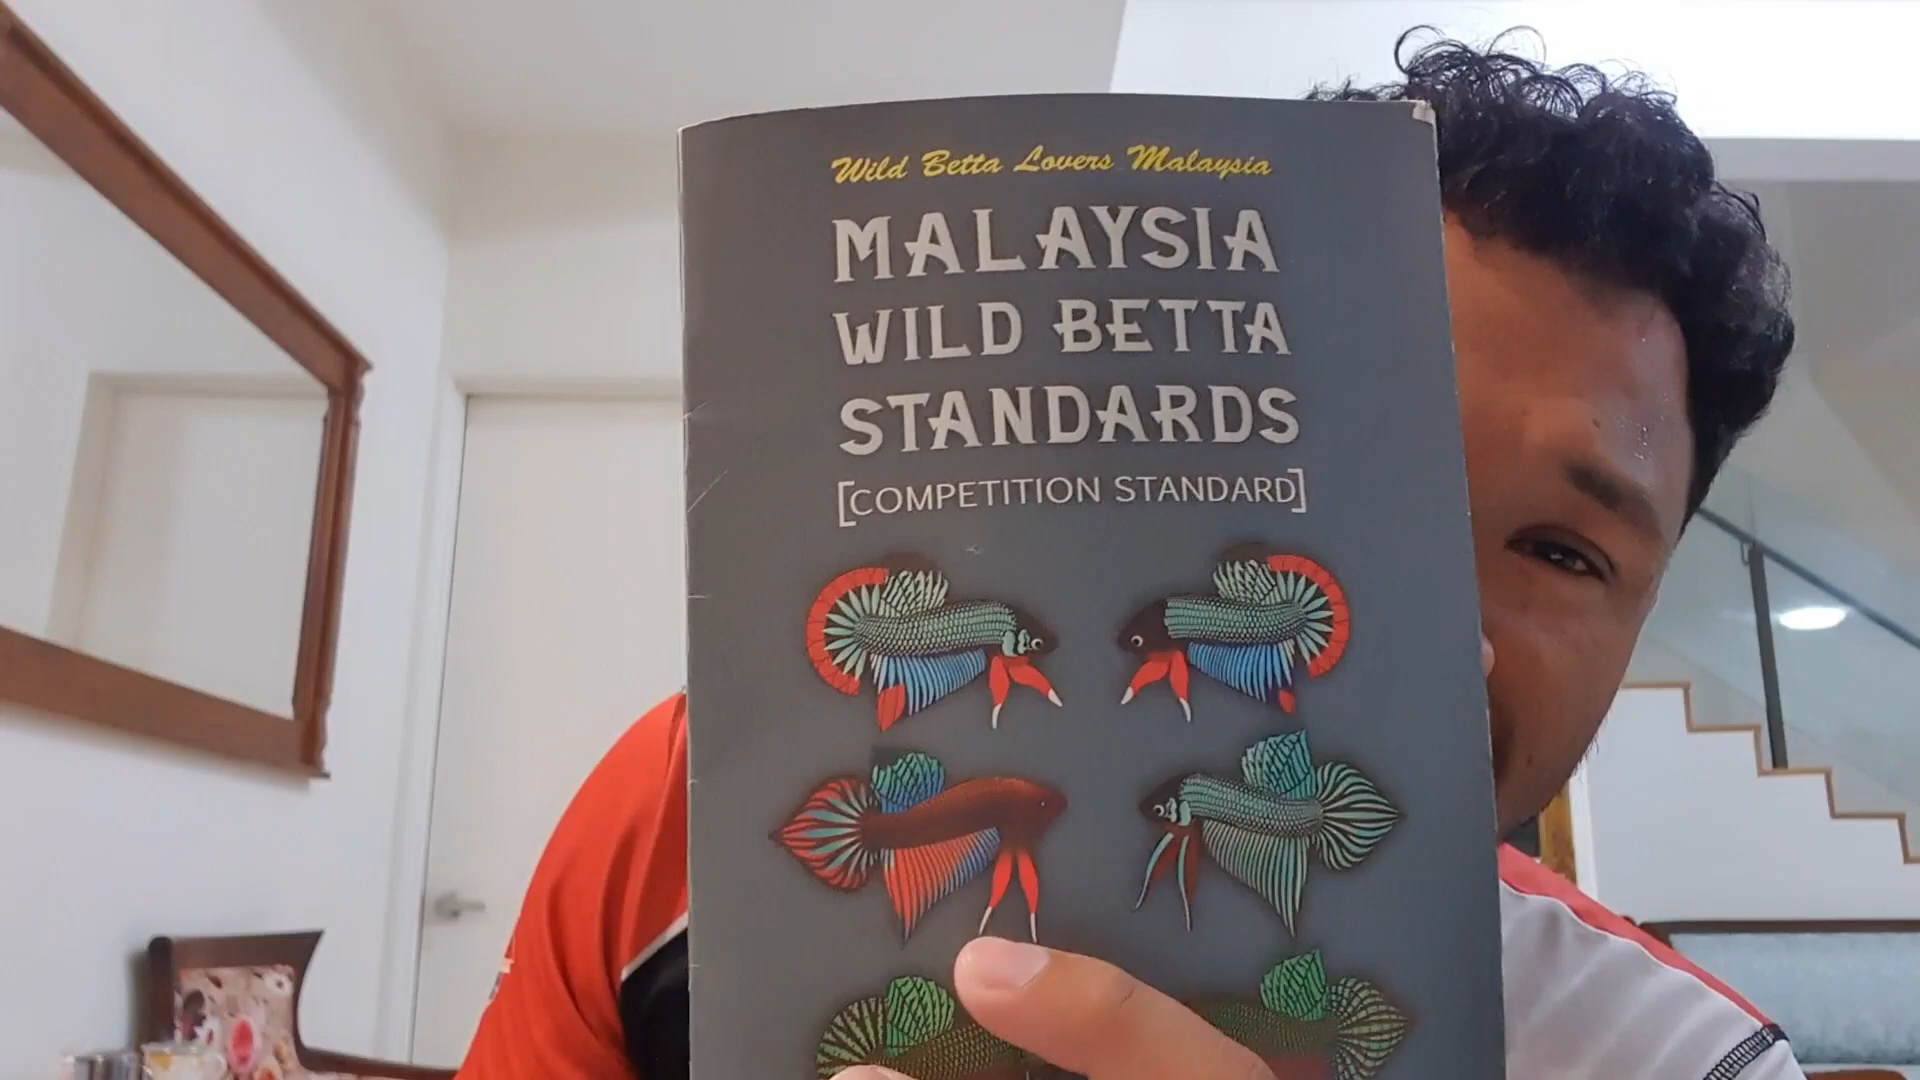 Wild Betta Lovers Malaysia
MALAYSIA
WILD BETTA
STANDARDS
[COMPETITION STANDARD]